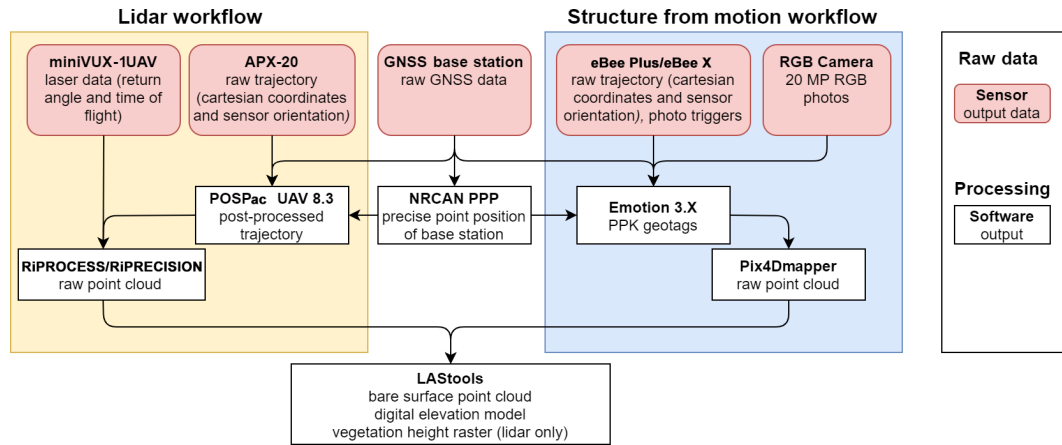 Lidar workflow
Structure from motion workflow
miniVUX-1UAV
laser data (return
angle and time of
flight)
APX-20
raw trajectory
(cartesian coordinates
and sensor orientation)
GNSS base station
raw GNSS data
eBee Plus/eBee X
raw trajectory (cartesian
coordinates and sensor
orientation), photo triggers
RGB Camera
20 MP RGB
photos
Raw data
Sensor
output data
POSPac UAV 8.3
post-processed
trajectory
NRCAN PPP
precise point position
of base station
Emotion 3.X
PPK geotags
Processing
Software
output
RiPROCESS/RiPRECISION
raw point cloud
Pix4Dmapper
raw point cloud
LAStools
bare surface point cloud
digital elevation model
vegetation height raster (lidar only)